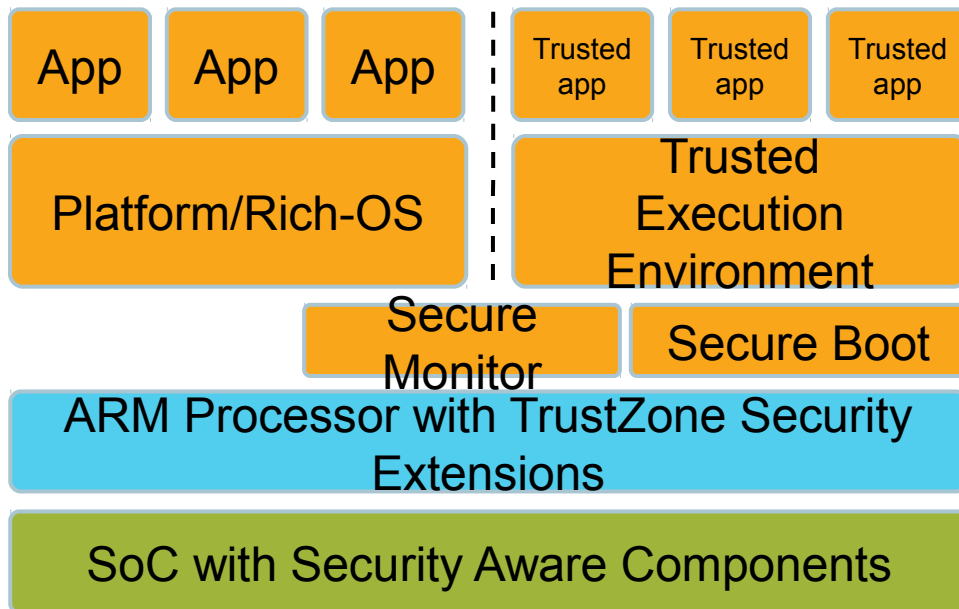 App
App
App
Trusted
app
Trusted
app
Trusted
app
Platform/Rich-OS
Trusted
Execution
Environment
Secure
Monitor
Secure Boot
ARM Processor with TrustZone Security
Extensions
SoC with Security Aware Components